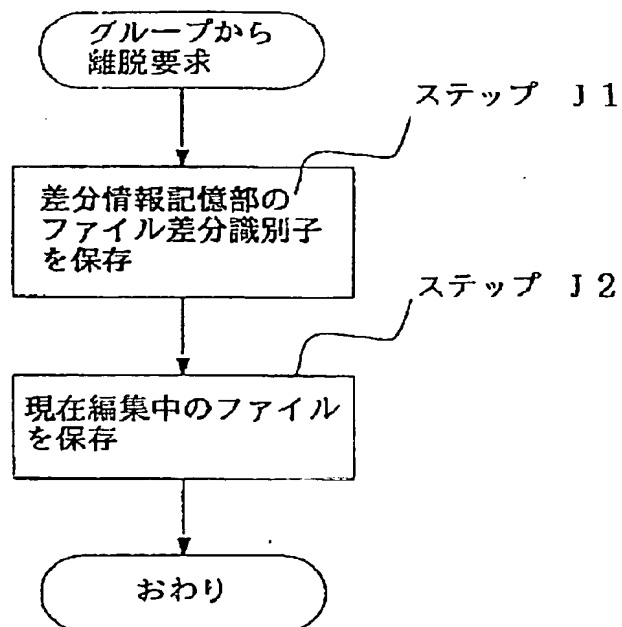 グループから
離脱要求
ステップ J1
差分情報記憶部の
ファイル差分識別子
を保存
ステップ J2
現在編集中のファイル
を保存
おわり